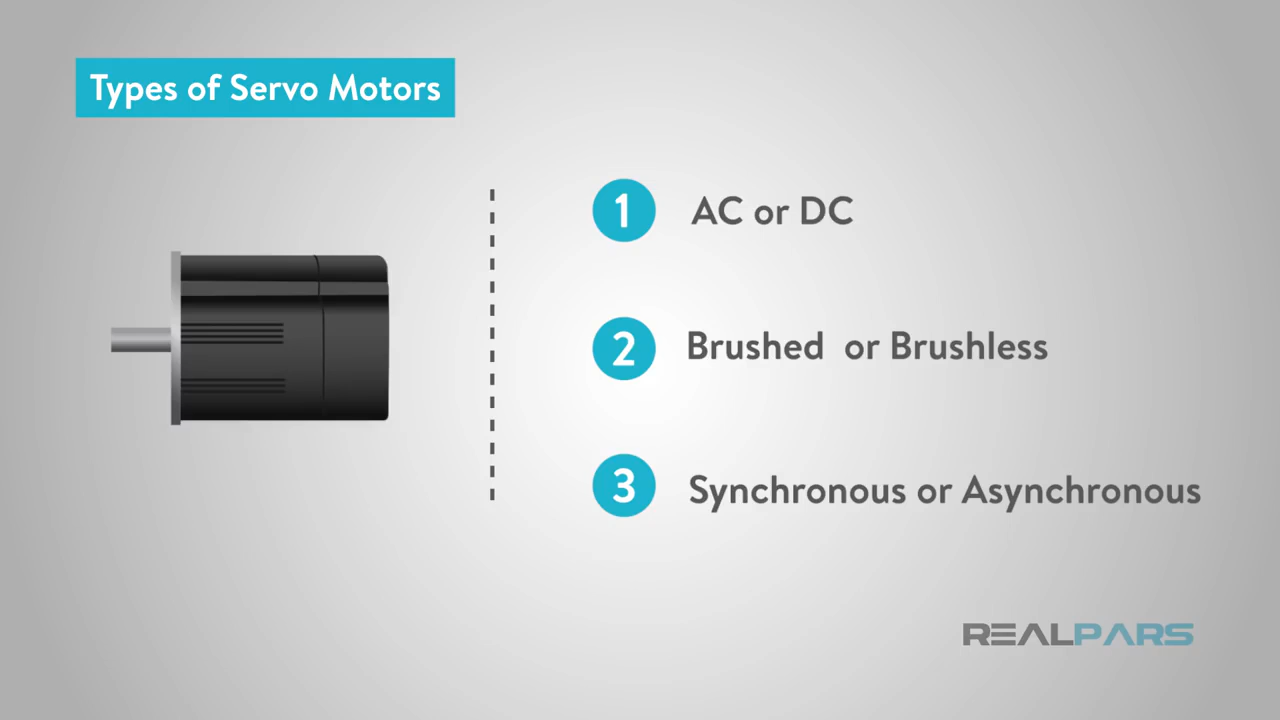 Types of Servo Motors
1 AC or DC
2 Brushed or Brushless
3 Synchronous or Asynchronous
REALPARS